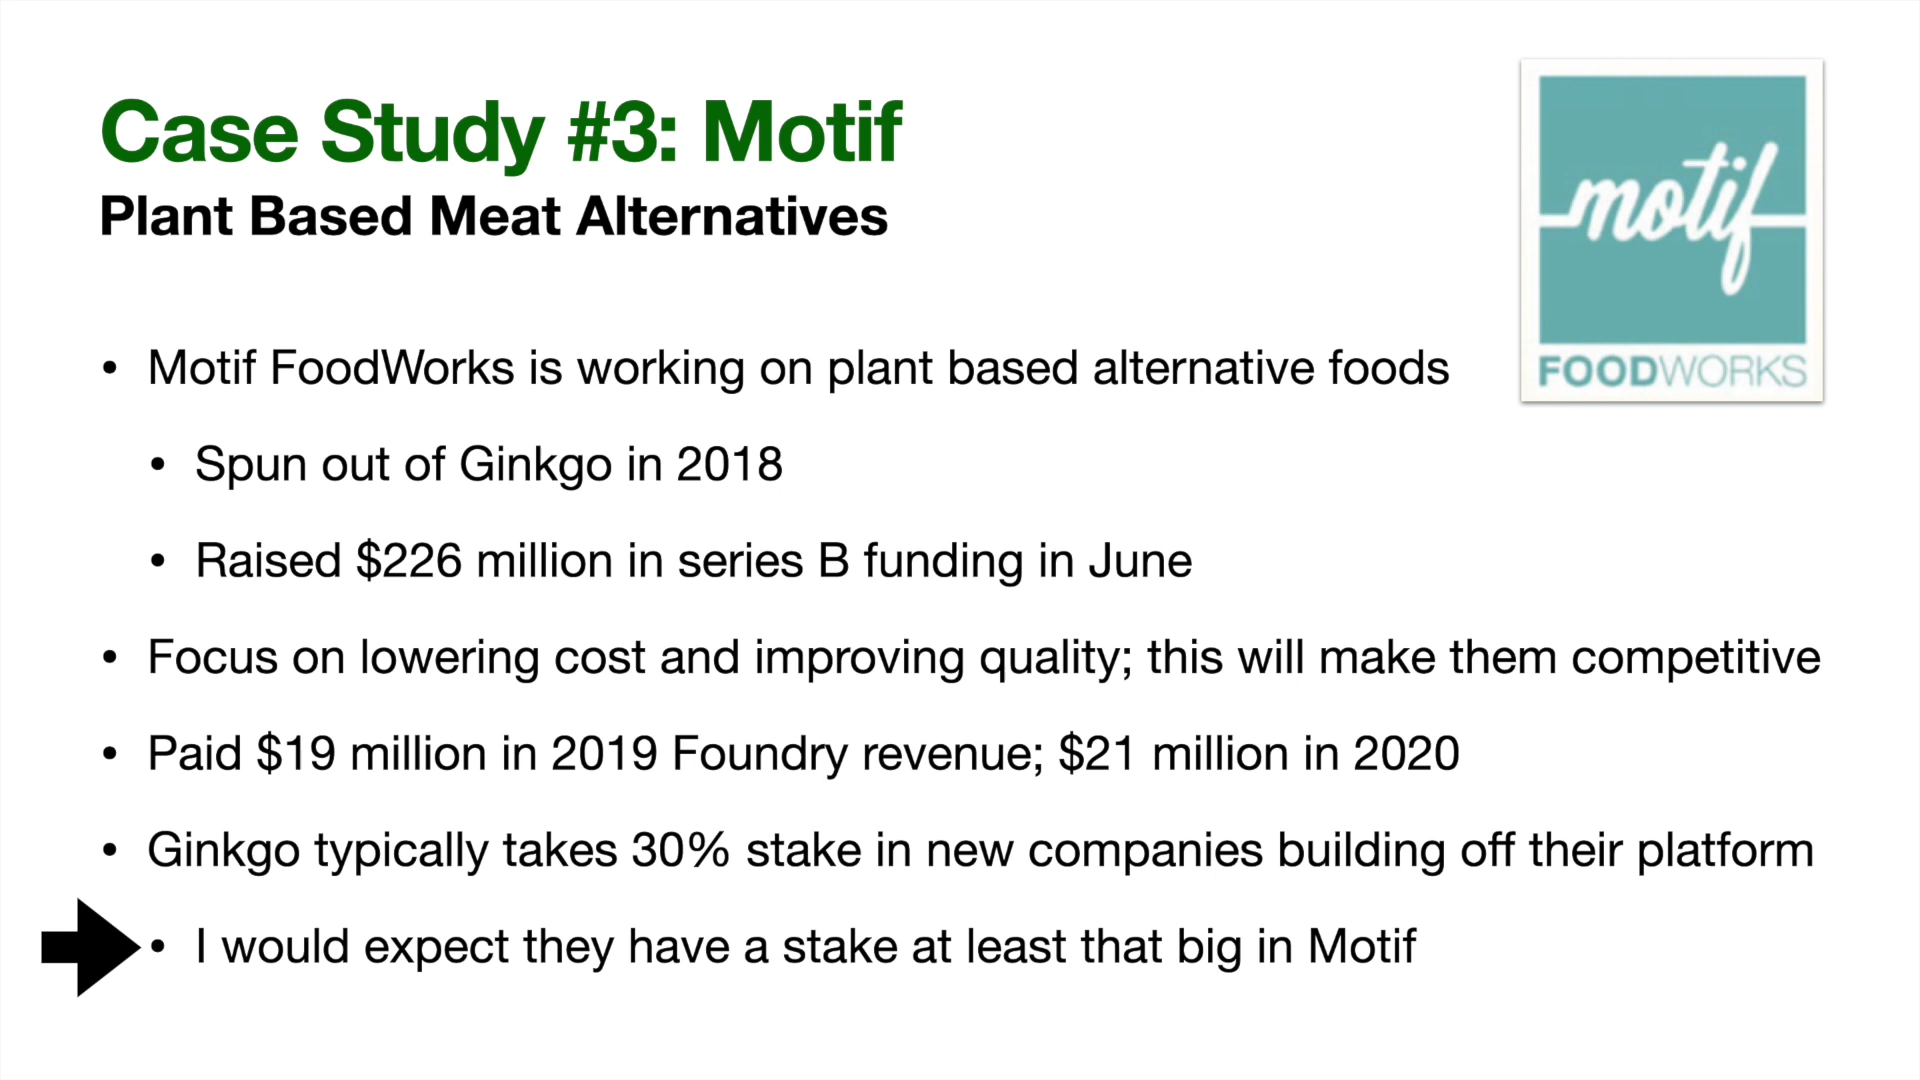 Case Study #3: Motif
Plant Based Meat Alternatives
motif
FOODWORKS
• Motif FoodWorks is working on plant based alternative foods
• Spun out of Ginkgo in 2018
• Raised $226 million in series B funding in June
• Focus on lowering cost and improving quality; this will make them competitive
• Paid $19 million in 2019 Foundry revenue; $21 million in 2020
• Ginkgo typically takes 30% stake in new companies building off their platform
• I would expect they have a stake at least that big in Motif